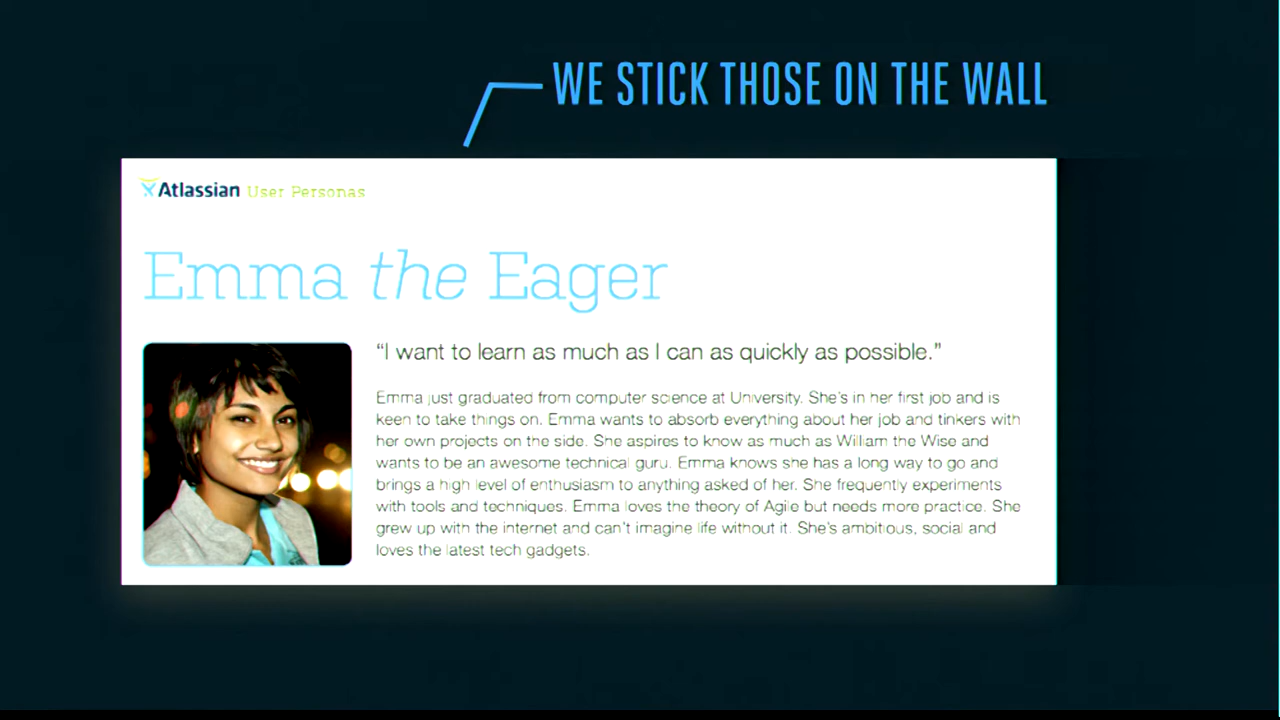 WE STICK THOSE ON THE WALL
Atlassian User Personas
Emma the Eager
“I want to learn as much as I can as quickly as possible.”
Emma just graduated from computer science at University. She's in her first job and is
keen to take things on. Emma wants to absorb everything about her job and tinkers with
her own projects on the side. She aspires to know as much as William the Wise and
wants to be an awesome technical guru. Emma knows she has a long way to go and
brings a high level of enthusiasm to anything asked of her. She frequently experiments
with tools and techniques. Emma loves the theory of Agile but needs more practice. She
grew up with the internet and can't imagine life without it. She's ambitious, social and
loves the latest tech gadgets.